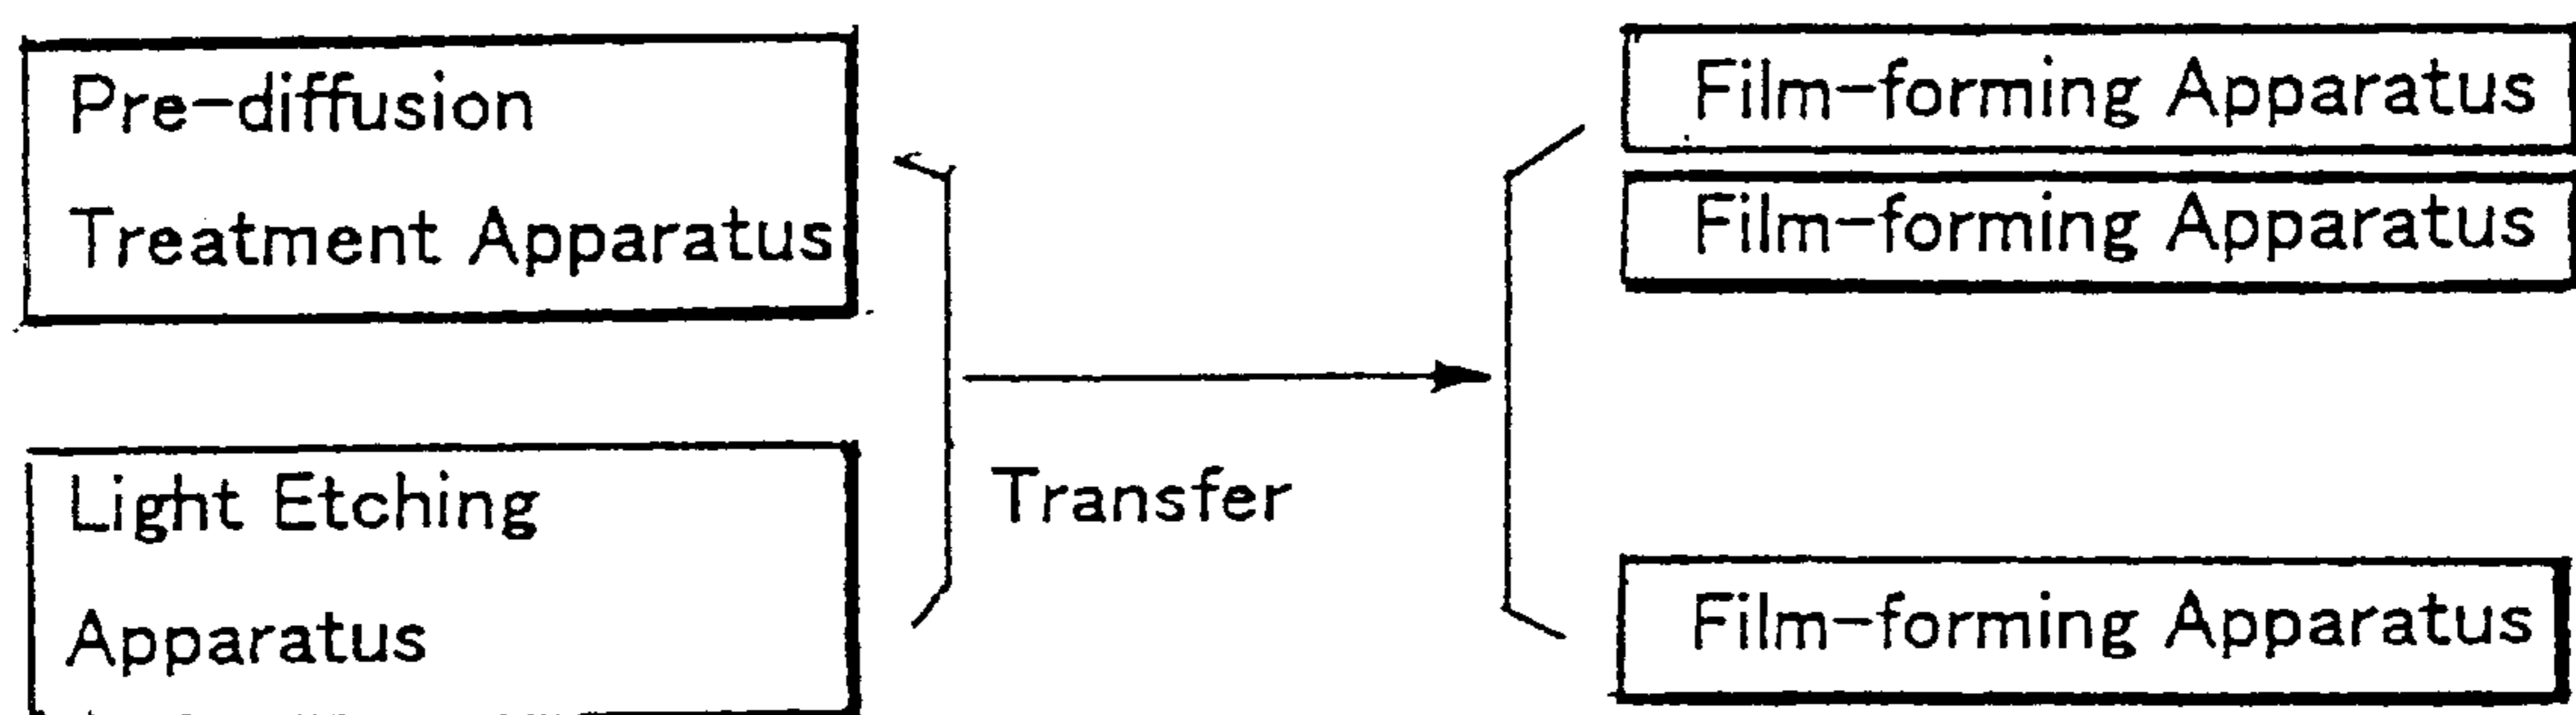 Pre-diffusion
Treatment Apparatus
Light Etching
Apparatus
Transfer
Film-forming Apparatus
Film-forming Apparatus
Film-forming Apparatus